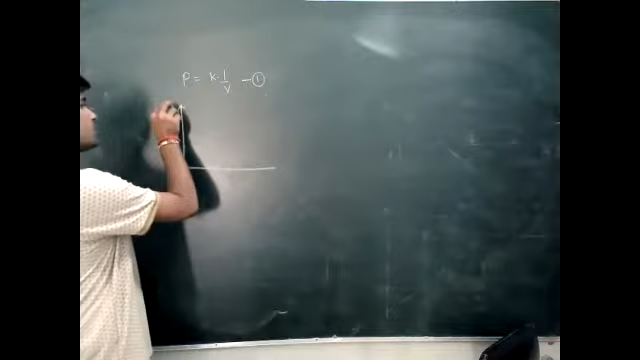 P = K·1/V —①